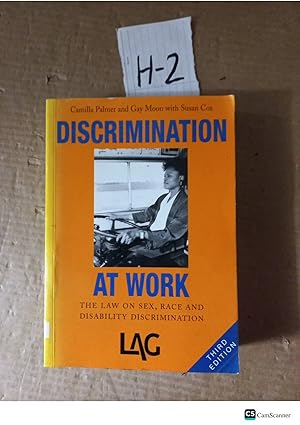 H-2
Camilla Palmer and Gay Moon with Susan Cox
DISCRIMINATION
AT WORK
THE LAW ON SEX, RACE AND
DISABILITY DISCRIMINATION
LAG
THIRD
EDITION
CS CamScanner